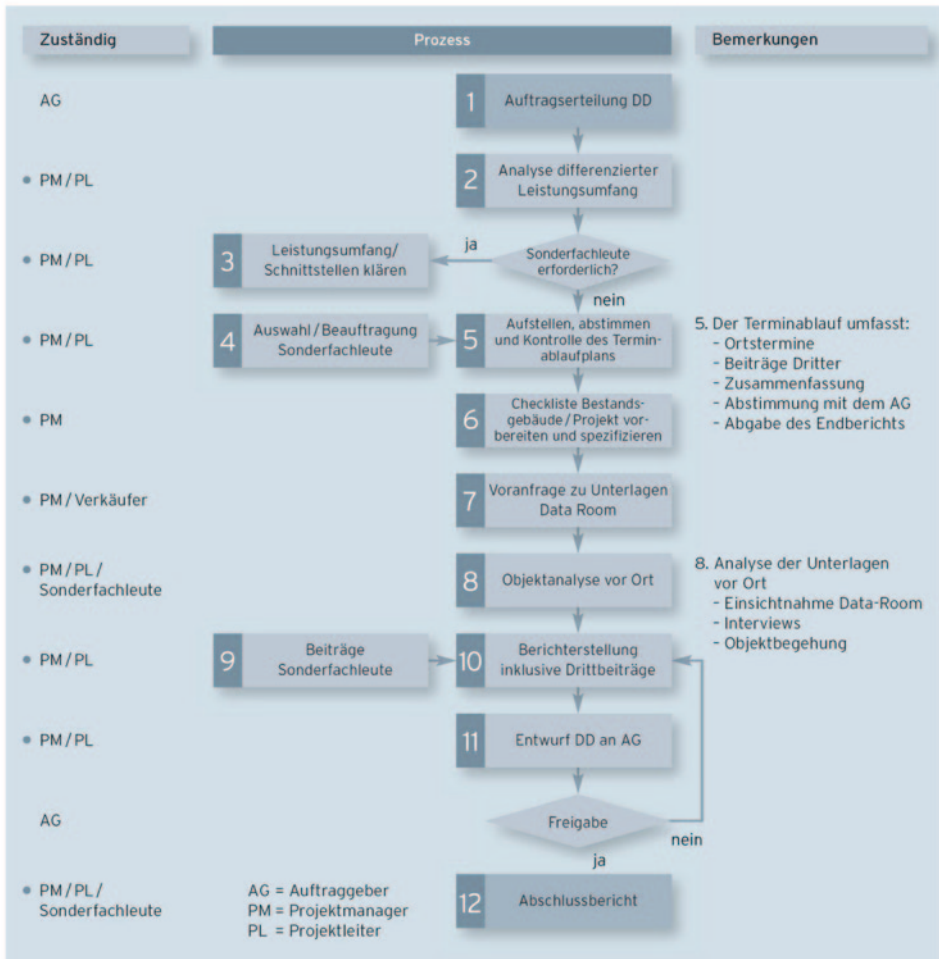 Zuständig
Prozess
Bemerkungen
AG
1
Auftragserteilung DD
• PM / PL
2
Analyse differenzierter
Leistungsumfang
• PM / PL
3
Leistungsumfang/
Schnittstellen klären
ja
Sonderfachleute
erforderlich?
nein
• PM / PL
4
Auswahl / Beauftragung
Sonderfachleute
5
Aufstellen, abstimmen
und Kontrolle des Termin-
ablaufplans
5. Der Terminablauf umfasst:
– Ortstermine
– Beiträge Dritter
– Zusammenfassung
– Abstimmung mit dem AG
– Abgabe des Endberichts
• PM
6
Checkliste Bestands-
gebäude / Projekt vor-
bereiten und spezifizieren
• PM / Verkäufer
7
Voranfrage zu Unterlagen
Data Room
• PM / PL /
Sonderfachleute
8
Objektanalyse vor Ort
8. Analyse der Unterlagen
vor Ort
– Einsichtnahme Data-Room
– Interviews
– Objektbegehung
• PM / PL
9
Beiträge
Sonderfachleute
10
Berichterstellung
inklusive Drittbeiträge
• PM / PL
11
Entwurf DD an AG
AG
Freigabe
nein
ja
• PM / PL /
Sonderfachleute
AG = Auftraggeber
PM = Projektmanager
PL = Projektleiter
12
Abschlussbericht